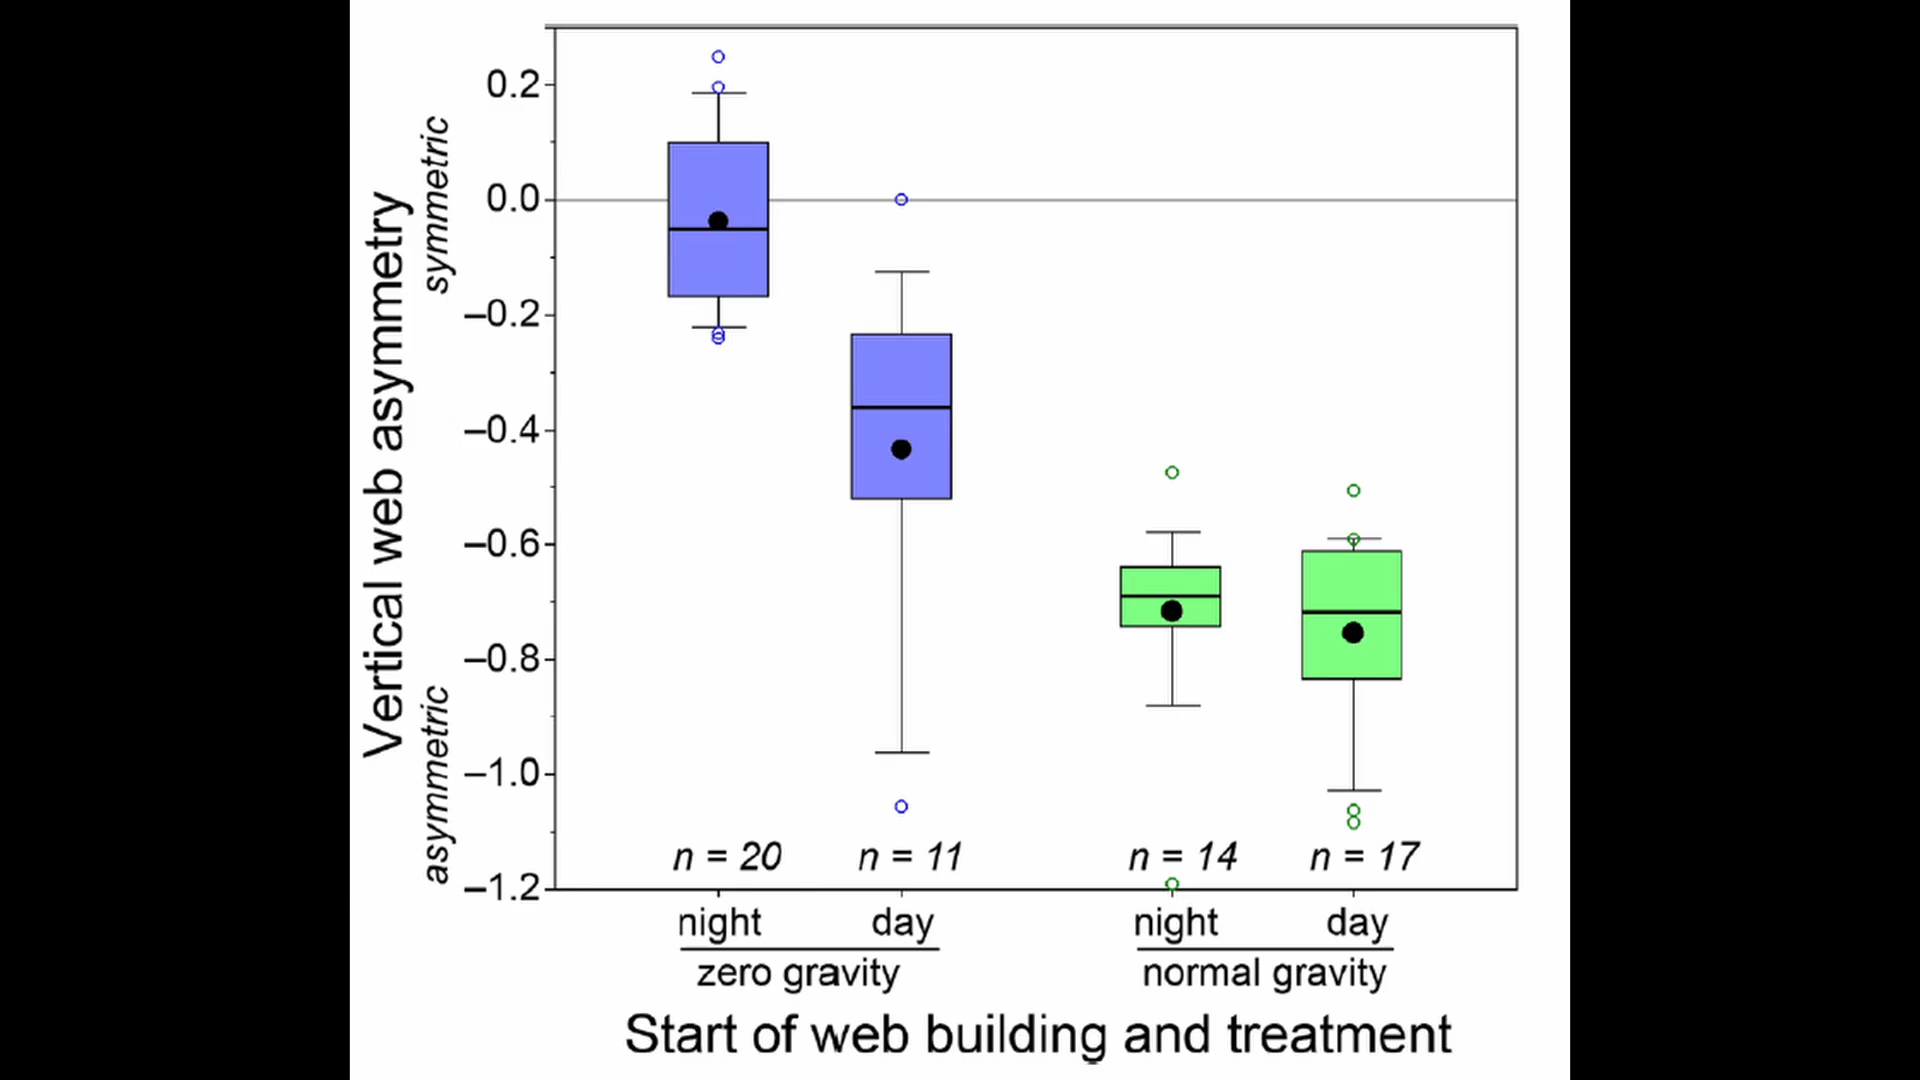 Vertical web asymmetry
symmetric
asymmetric
0.2
0.0
–0.2
–0.4
–0.6
–0.8
–1.0
–1.2
n = 20
n = 11
n = 14
n = 17
night
day
night
day
zero gravity
normal gravity
Start of web building and treatment